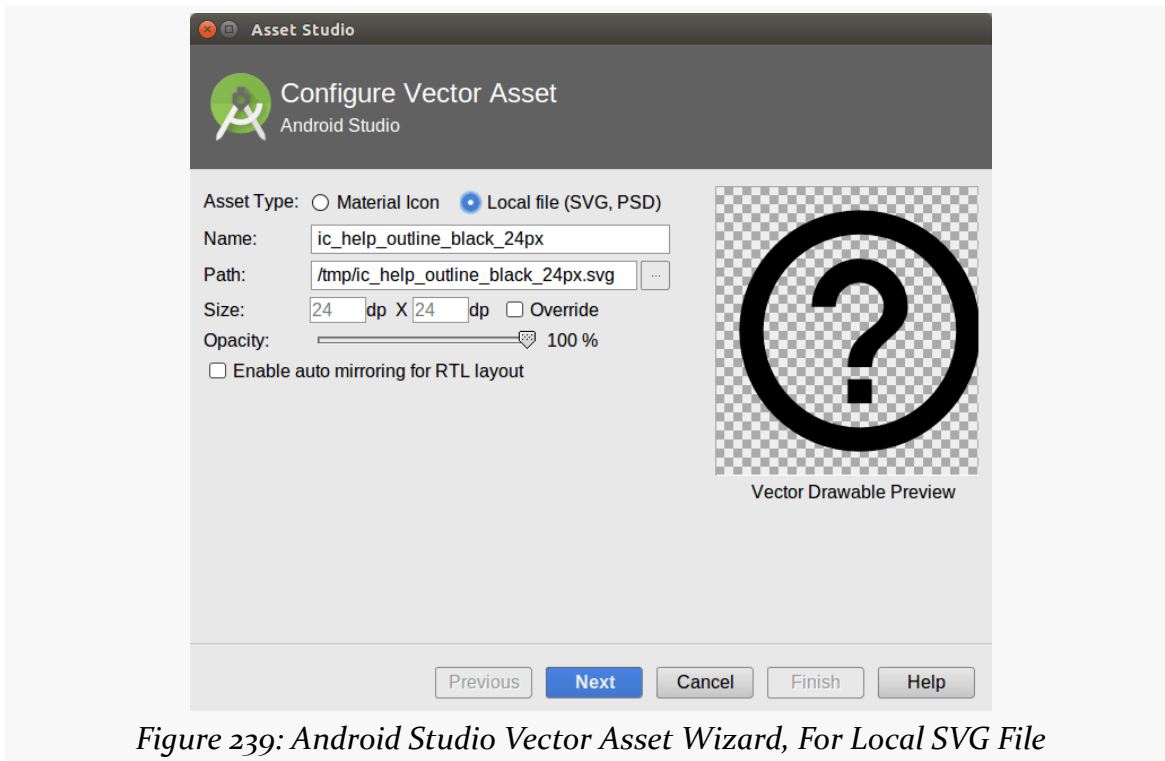 Asset Studio
Configure Vector Asset
Android Studio
Asset Type: Material Icon Local file (SVG, PSD)
Name: ic_help_outline_black_24px
Path: /tmp/ic_help_outline_black_24px.svg ...
Size: 24 dp X 24 dp Override
Opacity: 100 %
Enable auto mirroring for RTL layout
?
Vector Drawable Preview
Previous Next Cancel Finish Help
Figure 239: Android Studio Vector Asset Wizard, For Local SVG File